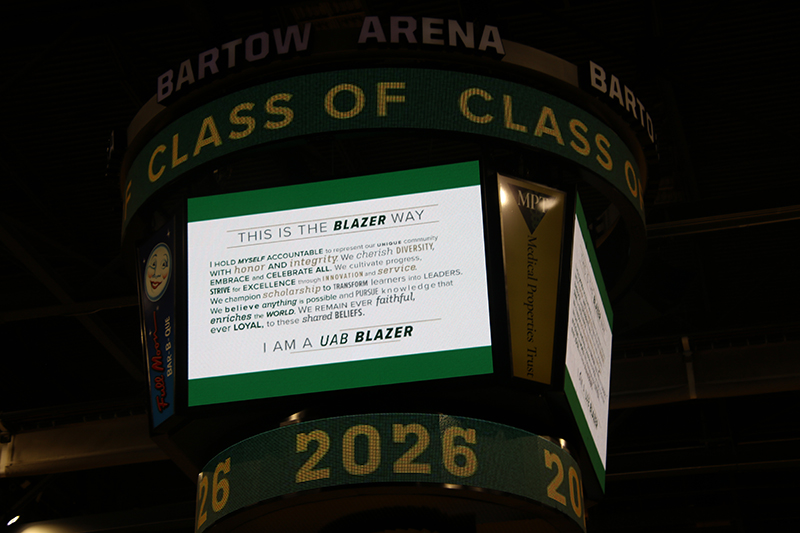 BARTOW ARENA BARTO
CLASS OF CLASS O
THIS IS THE BLAZER WAY
I HOLD MYSELF ACCOUNTABLE to represent our UNIQUE community
WITH honor AND integrity. We cherish DIVERSITY,
EMBRACE and CELEBRATE ALL. We cultivate progress,
STRIVE for EXCELLENCE through INNOVATION and service.
We champion scholarship to TRANSFORM learners into LEADERS.
We believe anything is possible and PURSUE knowledge that
enriches the WORLD. WE REMAIN EVER faithful,
ever LOYAL, to these shared BELIEFS.
I AM A UAB BLAZER
MPT
Medical Properties Trust
Full Moon
BAR-B-QUE
26 2026 20